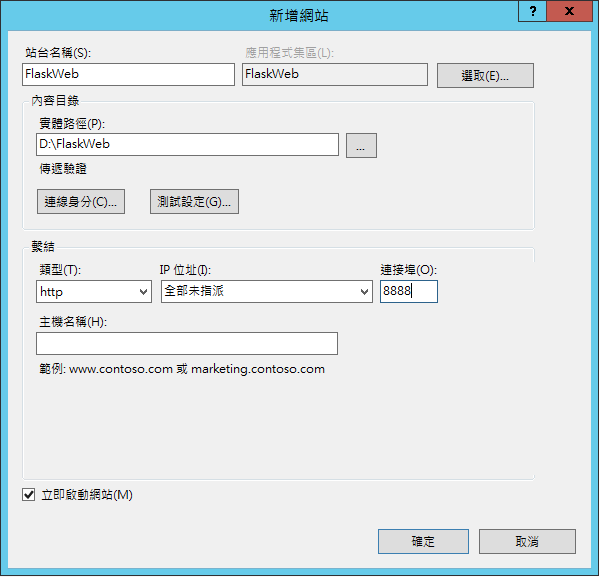 新增網站
?
x
站台名稱(S):
應用程式集區(L):
FlaskWeb
FlaskWeb
選取(E)...
內容目錄
實體路徑(P):
D:\FlaskWeb
...
傳遞驗證
連線身分(C)...
測試設定(G)...
繫結
類型(T):
IP 位址(I):
連接埠(O):
http
全部未指派
8888
主機名稱(H):
範例: www.contoso.com 或 marketing.contoso.com
立即啟動網站(M)
確定
取消